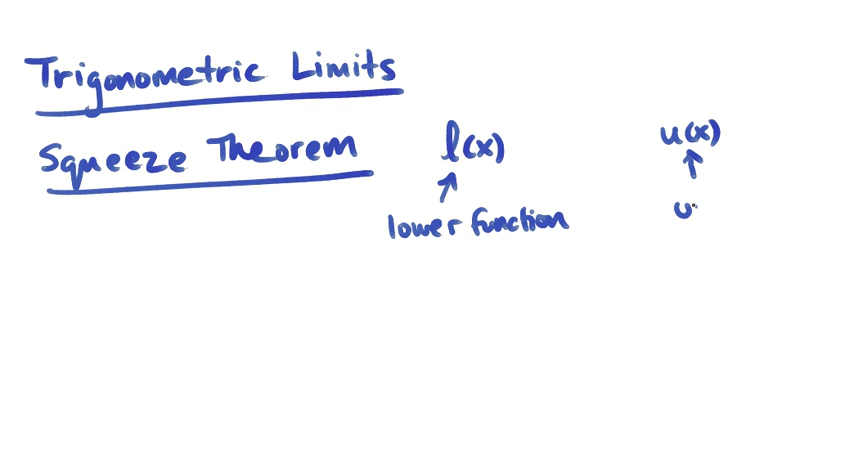 Trigonometric Limits
Squeeze Theorem l(x) u(x)
lower function u